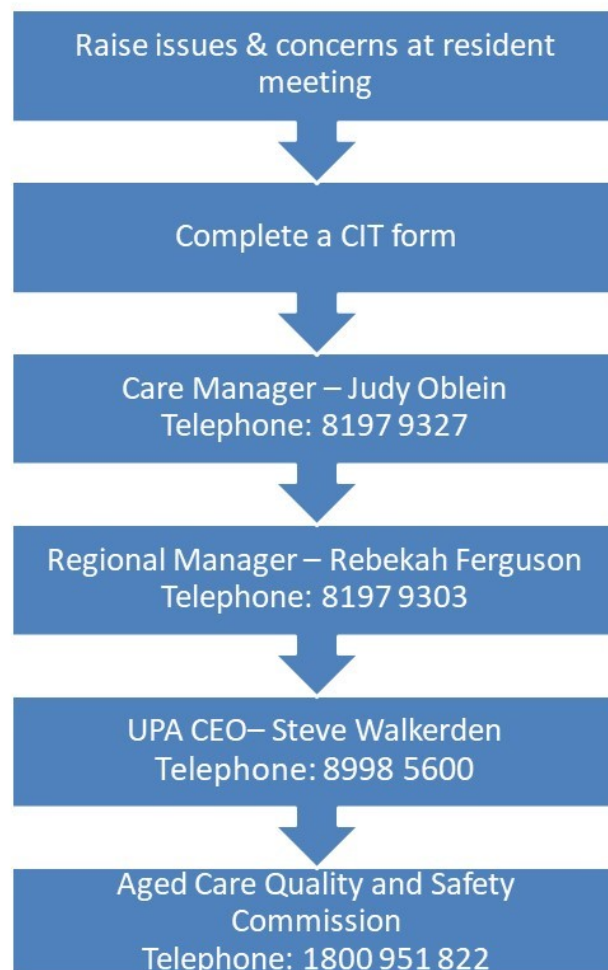 Raise issues & concerns at resident
meeting
Complete a CIT form
Care Manager – Judy Oblein
Telephone: 8197 9327
Regional Manager – Rebekah Ferguson
Telephone: 8197 9303
UPA CEO– Steve Walkerden
Telephone: 8998 5600
Aged Care Quality and Safety
Commission
Telephone: 1800 951 822